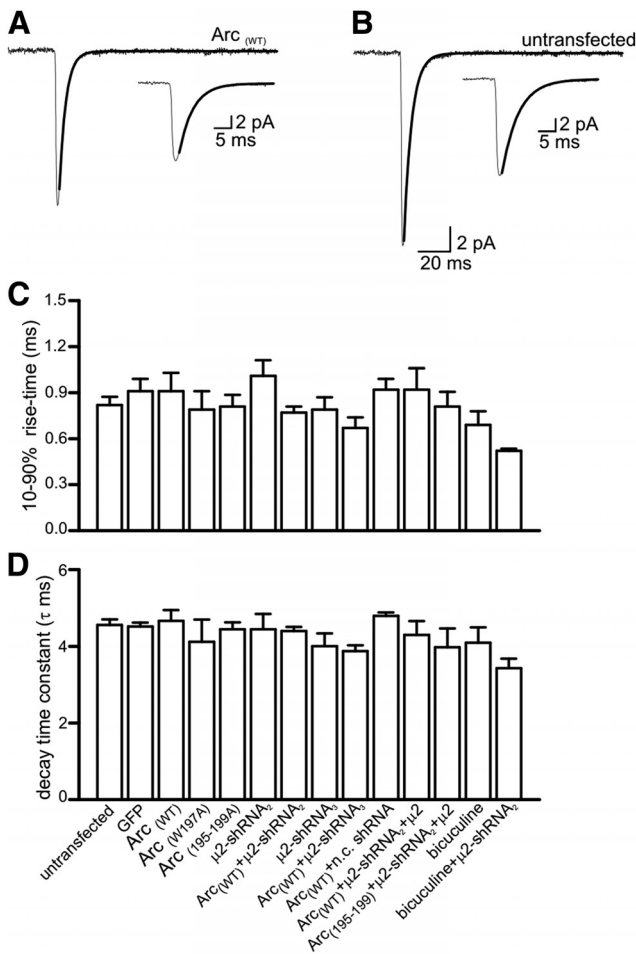 A
Arc (WT)
2 pA
5 ms
B
untransfected
2 pA
5 ms
2 pA
20 ms
C
10-90% rise-time (ms)
1.5
1.2
0.9
0.6
0.3
0.0
D
decay time constant (τ ms)
6
4
2
0
untransfected
GFP
Arc (WT)
Arc (W197A)
Arc (195-199A)
μ2-shRNA2
Arc(WT)+μ2-shRNA2
μ2-shRNA3
Arc(WT)+μ2-shRNA3
Arc(WT)+n.c. shRNA
Arc(WT)+μ2-shRNA2+μ2
Arc(195-199)+μ2-shRNA2+μ2
bicuculine
bicuculine+μ2-shRNA2